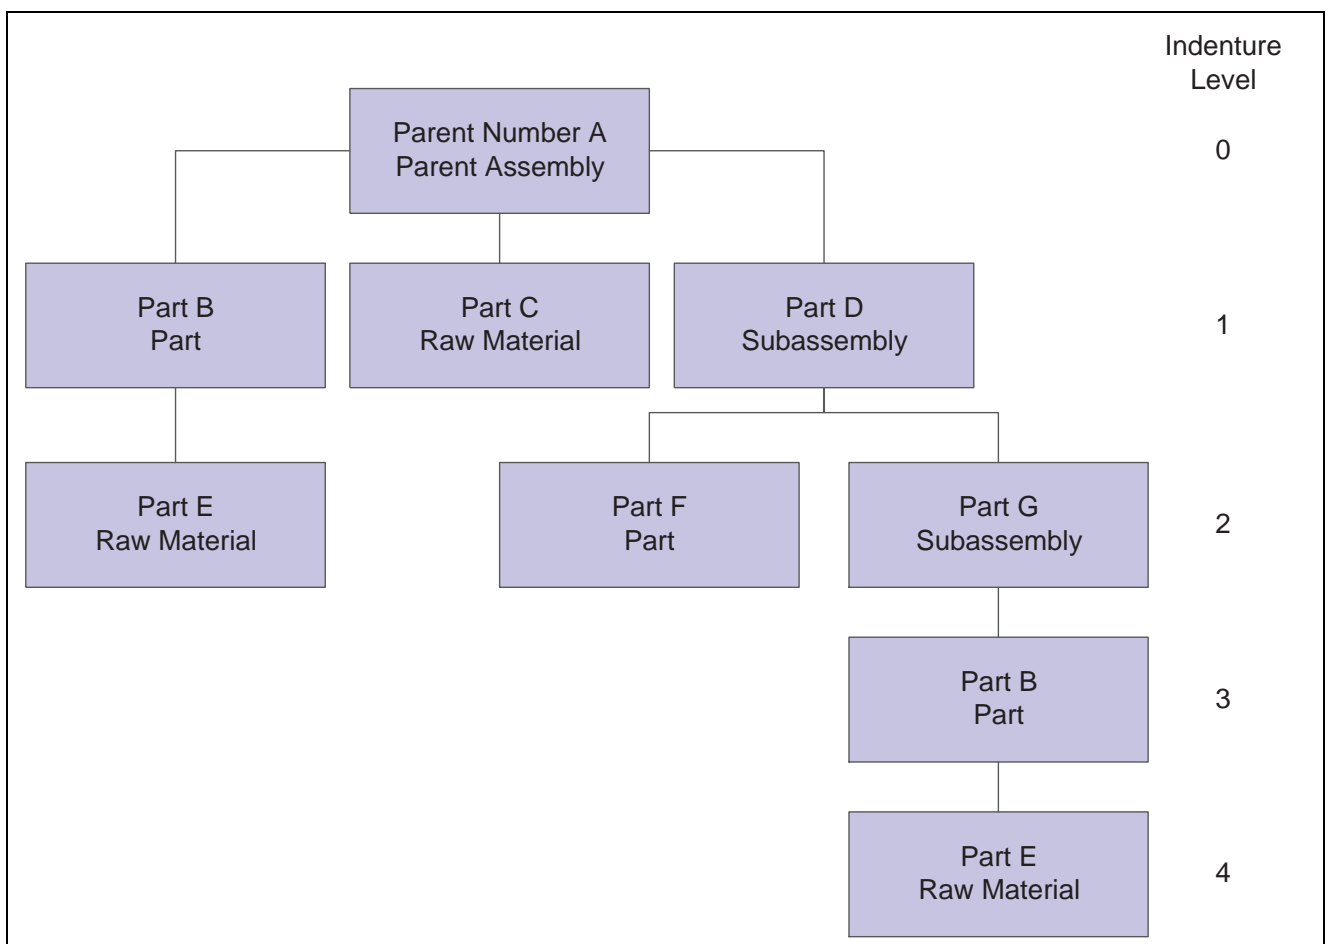 Indenture
Level
Parent Number A
Parent Assembly
0
Part B
Part
Part C
Raw Material
Part D
Subassembly
1
Part E
Raw Material
Part F
Part
Part G
Subassembly
2
Part B
Part
3
Part E
Raw Material
4